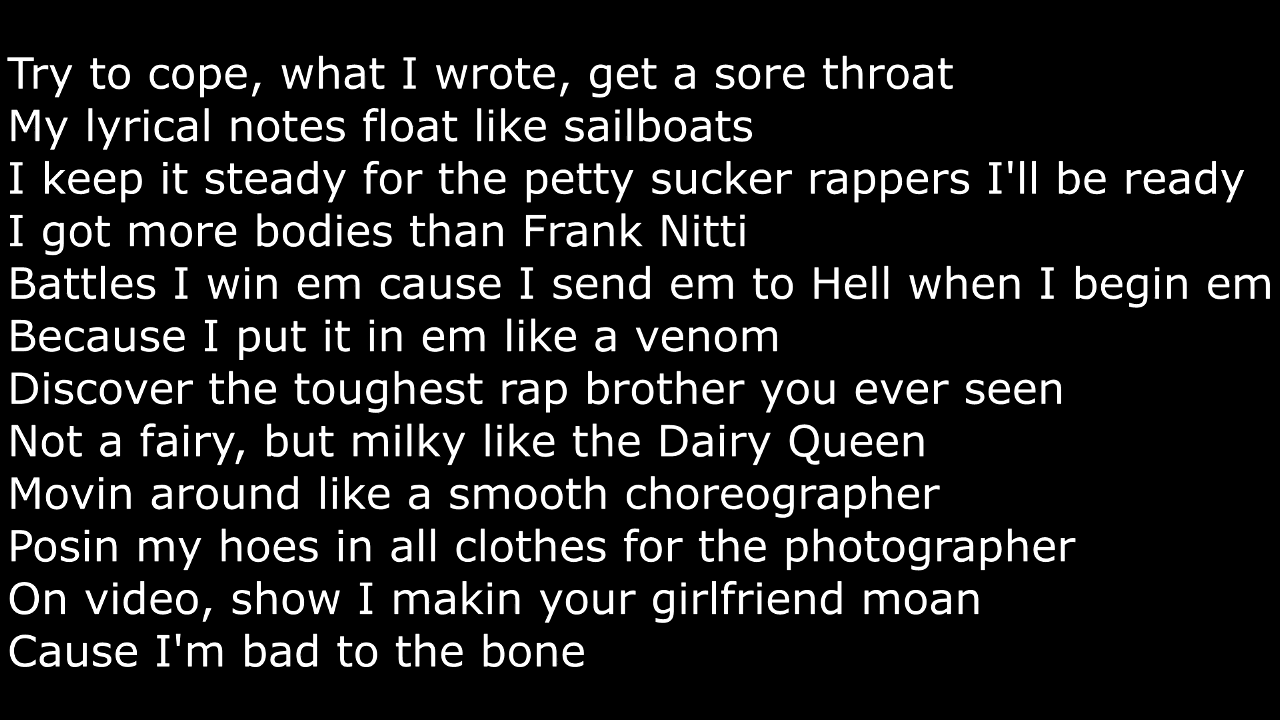 Try to cope, what I wrote, get a sore throat
My lyrical notes float like sailboats
I keep it steady for the petty sucker rappers I'll be ready
I got more bodies than Frank Nitti
Battles I win em cause I send em to Hell when I begin em
Because I put it in em like a venom
Discover the toughest rap brother you ever seen
Not a fairy, but milky like the Dairy Queen
Movin around like a smooth choreographer
Posin my hoes in all clothes for the photographer
On video, show I makin your girlfriend moan
Cause I'm bad to the bone